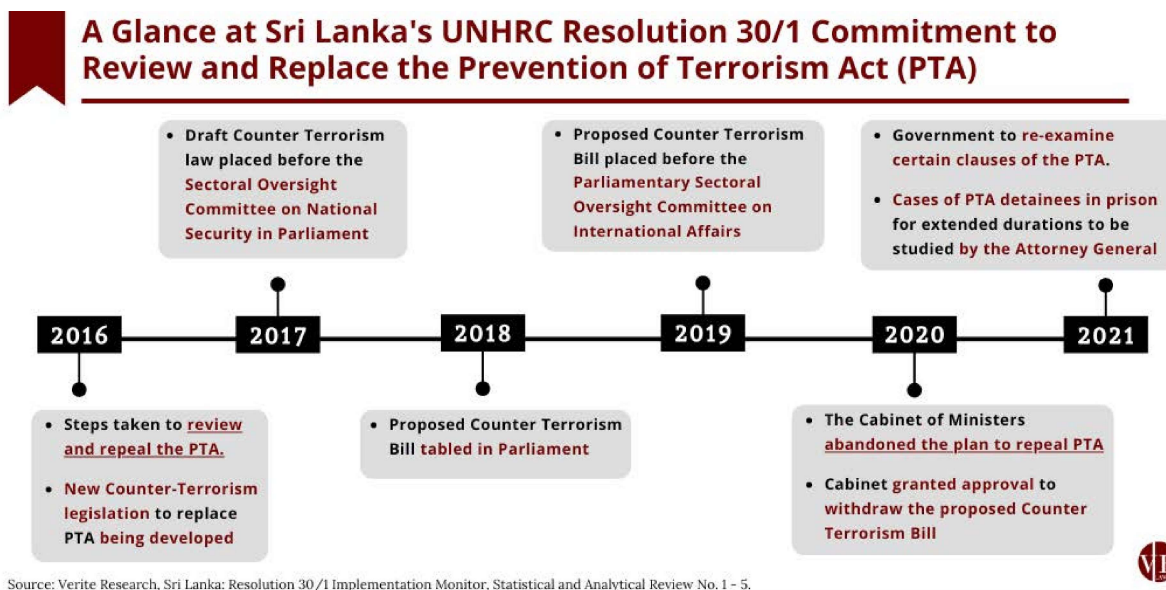 A Glance at Sri Lanka's UNHRC Resolution 30/1 Commitment to
Review and Replace the Prevention of Terrorism Act (PTA)
• Draft Counter Terrorism
law placed before the
Sectoral Oversight
Committee on National
Security in Parliament
• Proposed Counter Terrorism
Bill placed before the
Parliamentary Sectoral
Oversight Committee on
International Affairs
• Government to re-examine
certain clauses of the PTA.
• Cases of PTA detainees in prison
for extended durations to be
studied by the Attorney General
2016
2017
2018
2019
2020
2021
• Steps taken to review
and repeal the PTA.
• New Counter-Terrorism
legislation to replace
PTA being developed
• Proposed Counter Terrorism
Bill tabled in Parliament
• The Cabinet of Ministers
abandoned the plan to repeal PTA
• Cabinet granted approval to
withdraw the proposed Counter
Terrorism Bill
Source: Verite Research, Sri Lanka: Resolution 30/1 Implementation Monitor, Statistical and Analytical Review No. 1 - 5.